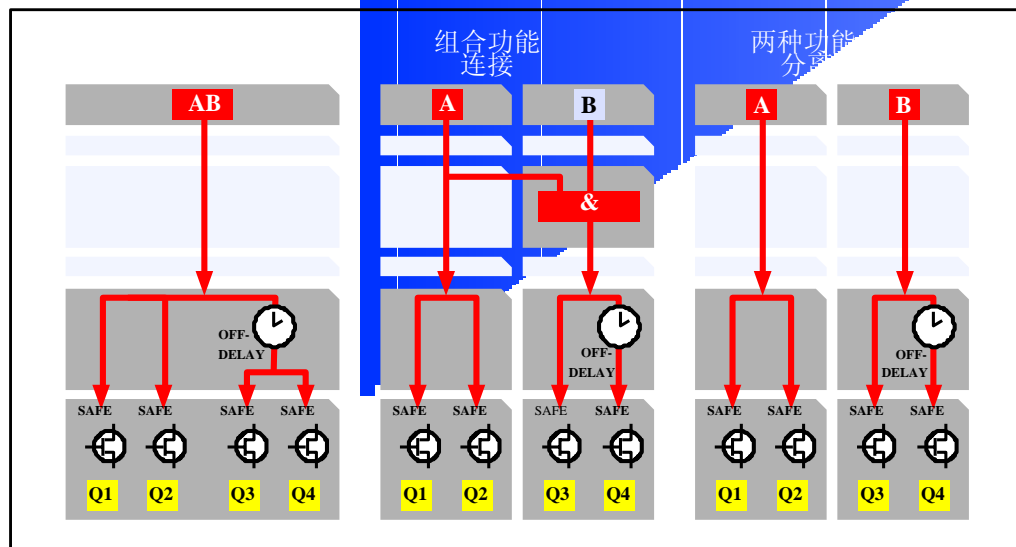 组合功能
连接
两种功能
分离
AB
A
B
A
B
&
OFF-
DELAY
OFF-
DELAY
OFF-
DELAY
SAFE SAFE SAFE SAFE
SAFE SAFE SAFE SAFE
SAFE SAFE SAFE SAFE
Q1 Q2 Q3 Q4
Q1 Q2 Q3 Q4
Q1 Q2 Q3 Q4